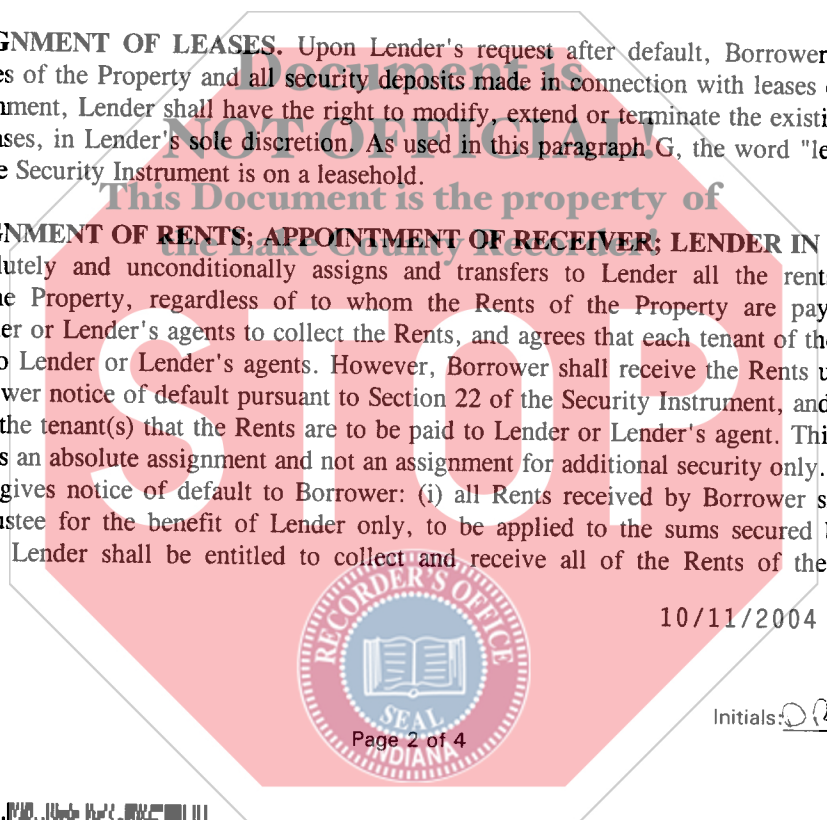 GNMENT OF LEASES. Upon Lender's request after default, Borrower
es of the Property and all security deposits made in connection with leases
nment, Lender shall have the right to modify, extend or terminate the existi
ases, in Lender's sole discretion. As used in this paragraph G, the word "le
e Security Instrument is on a leasehold.
Document is
NOT OFFICIAL!
This Document is the property of
the Lake County Recorder!
GNMENT OF RENTS; APPOINTMENT OF RECEIVER; LENDER IN
lutely and unconditionally assigns and transfers to Lender all the rent
he Property, regardless of to whom the Rents of the Property are pay
er or Lender's agents to collect the Rents, and agrees that each tenant of the
o Lender or Lender's agents. However, Borrower shall receive the Rents u
wer notice of default pursuant to Section 22 of the Security Instrument, and
the tenant(s) that the Rents are to be paid to Lender or Lender's agent. Thi
s an absolute assignment and not an assignment for additional security only.
gives notice of default to Borrower: (i) all Rents received by Borrower s
ustee for the benefit of Lender only, to be applied to the sums secured
Lender shall be entitled to collect and receive all of the Rents of the
STOP
10/11/2004
RECORDER'S OFFICE
SEAL
INDIANA
Initials:
Page 2 of 4